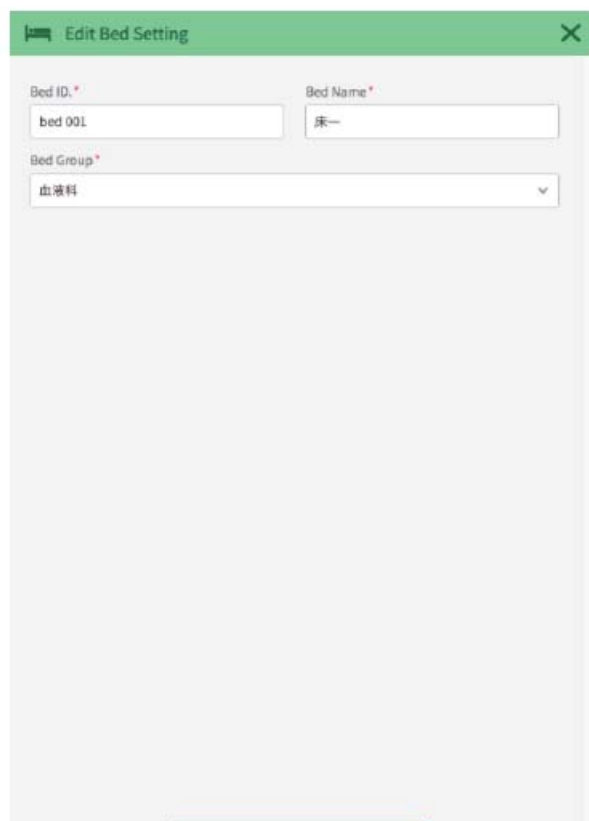 Edit Bed Setting
Bed ID.* Bed Name*
bed 001 床一
Bed Group*
血液科